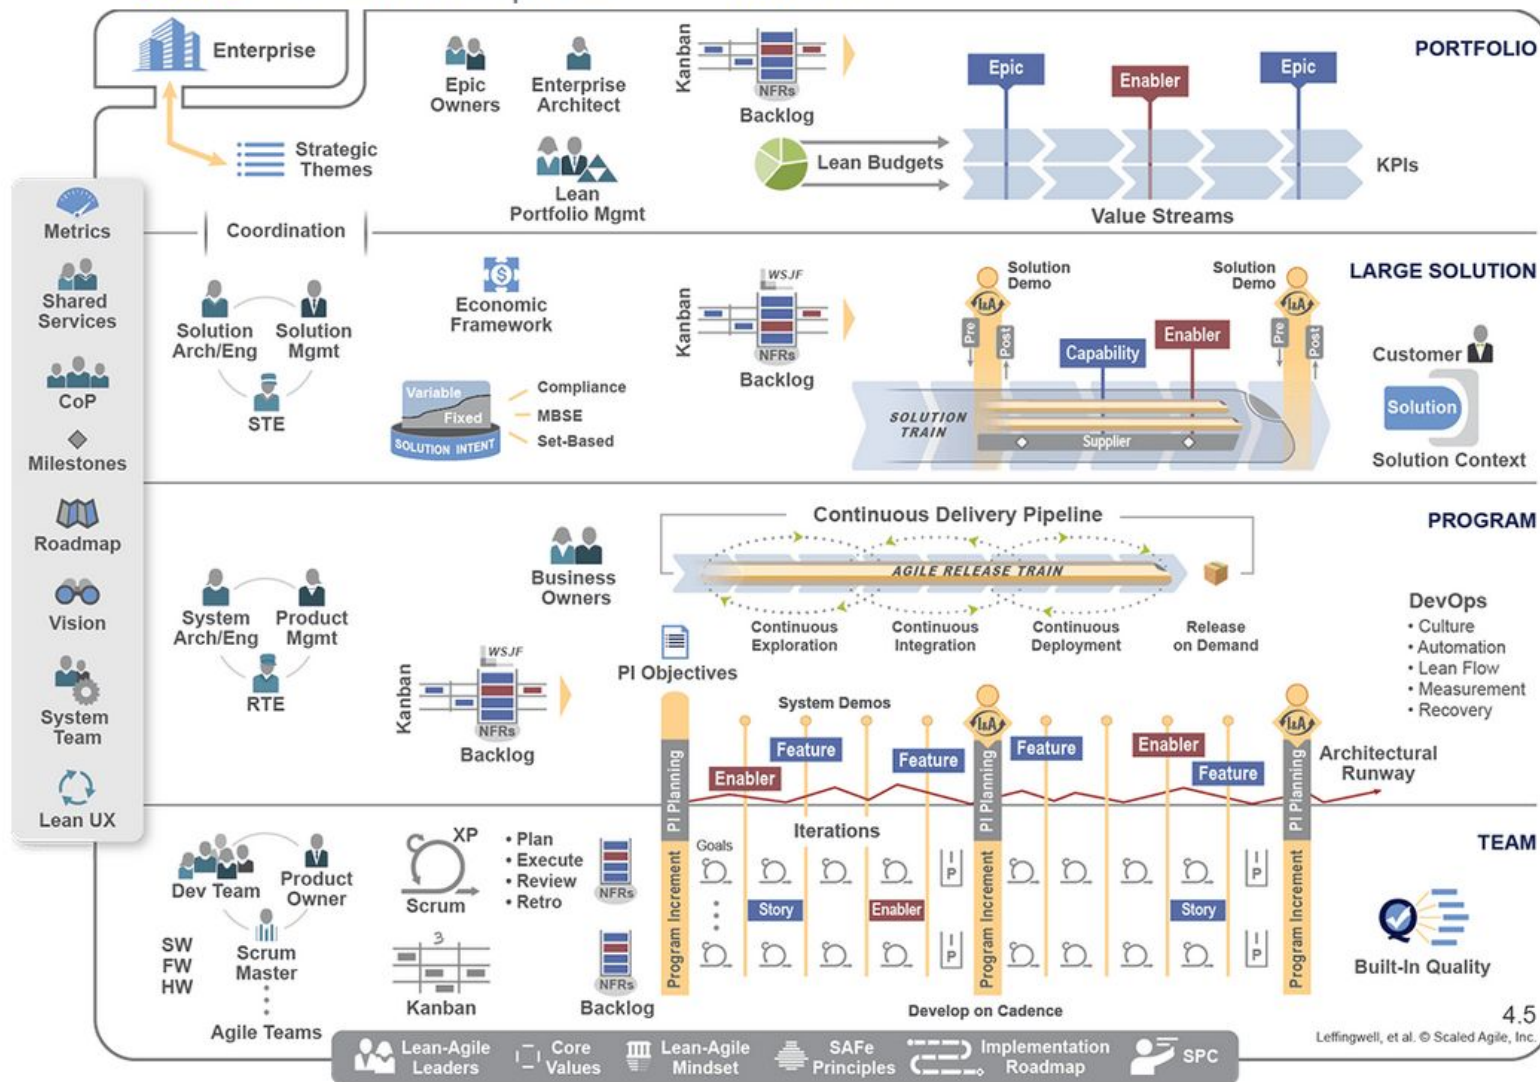 Enterprise
Strategic
Themes
Epic
Owners
Enterprise
Architect
Lean
Portfolio Mgmt
Kanban
NFRs
Backlog
Lean Budgets
Epic
Enabler
Epic
Value Streams
KPIs
PORTFOLIO
Metrics
Shared
Services
CoP
Milestones
Roadmap
Vision
System
Team
Lean UX
Coordination
Solution
Arch/Eng
Solution
Mgmt
STE
Economic
Framework
Variable
Fixed
SOLUTION INTENT
Compliance
MBSE
Set-Based
Kanban
WSJF
NFRs
Backlog
Solution
Demo
I&A
Pre
Post
Capability
Enabler
Solution
Demo
I&A
Pre
Post
SOLUTION
TRAIN
Supplier
LARGE SOLUTION
Customer
Solution
Solution Context
System
Arch/Eng
Product
Mgmt
RTE
Business
Owners
Kanban
WSJF
NFRs
Backlog
Continuous Delivery Pipeline
AGILE RELEASE TRAIN
Continuous
Exploration
Continuous
Integration
Continuous
Deployment
Release
on Demand
PROGRAM
DevOps
• Culture
• Automation
• Lean Flow
• Measurement
• Recovery
PI Objectives
System Demos
I&A
I&A
Enabler
Feature
Feature
Feature
Enabler
Feature
Architectural
Runway
PI Planning
PI Planning
PI Planning
Dev Team
Product
Owner
Scrum
Master
SW
FW
HW
Agile Teams
XP
Scrum
• Plan
• Execute
• Review
• Retro
NFRs
3
Kanban
NFRs
Backlog
Program Increment
Program Increment
Program Increment
Iterations
Goals
Story
Enabler
Story
I
P
I
P
I
P
I
P
Develop on Cadence
TEAM
Built-In Quality
4.5
Leffingwell, et al. © Scaled Agile, Inc.
Lean-Agile
Leaders
Core
Values
Lean-Agile
Mindset
SAFe
Principles
Implementation
Roadmap
SPC